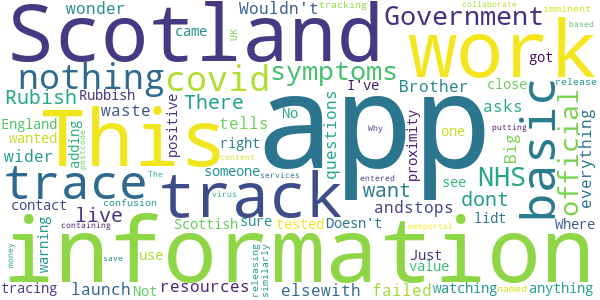 wonder
Wouldn't
tracking
collaborate
imminent
Scotland
came
UK
Government
work
based
nothing
covid
symptoms
got
release
Rubish
Rubbish
I've
Brother
close
There
No
questions
Why
asks
England
waste
positive
tells
app
proximity
one
putting
Big
basic
official
everything
wanted
adding
postcode
This
right
someone
want
see
NHS
wider
content
entered
dont
trace
The
track
services
virus
andstops
lidt
Where
contact
live
confusion
Scottish
sure
tested
Doesn't
warning
containing
information
webportal
money
save
use
releasing
similarly
Just
value
named
tracing
launch
Not
resources
elsewith
failed
watching
anything